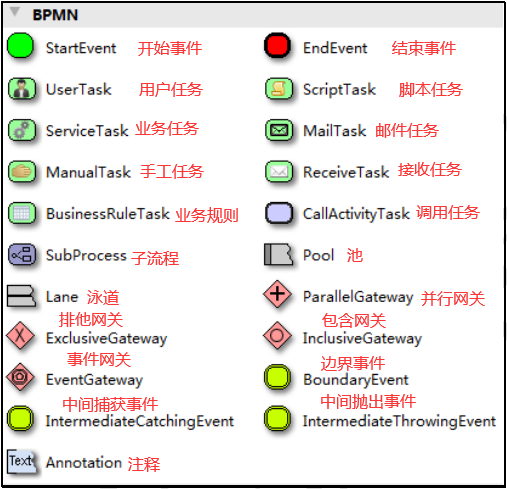 BPMN
StartEvent 开始事件
EndEvent 结束事件
UserTask 用户任务
ScriptTask 脚本任务
ServiceTask 业务任务
MailTask 邮件任务
ManualTask 手工任务
ReceiveTask 接收任务
BusinessRuleTask 业务规则
CallActivityTask 调用任务
SubProcess 子流程
Pool 池
Lane 泳道
ParallelGateway 并行网关
排他网关
X
ExclusiveGateway
包含网关
InclusiveGateway
事件网关
EventGateway
边界事件
BoundaryEvent
中间捕获事件
IntermediateCatchingEvent
中间抛出事件
IntermediateThrowingEvent
Text
Annotation 注释